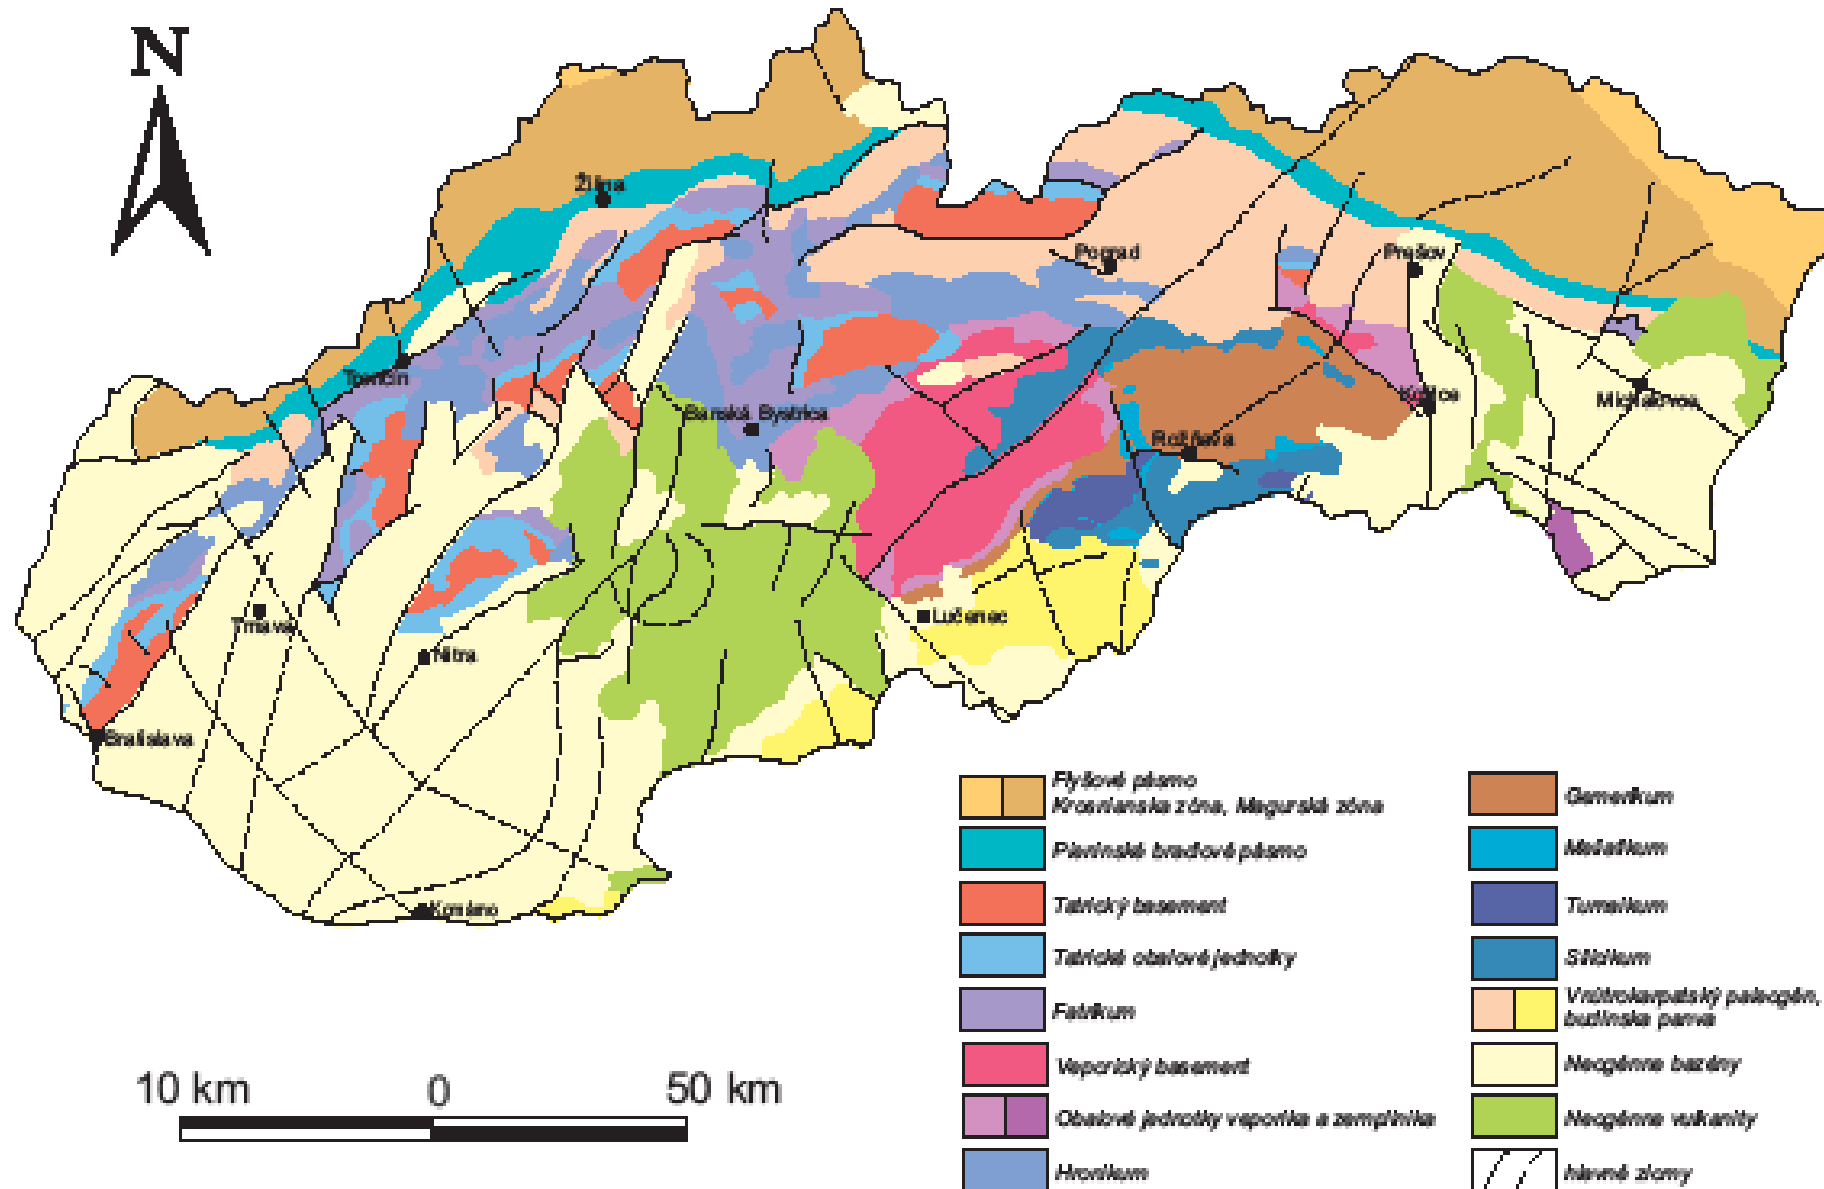 N
Žilina
Poprad
Prešov
Trenčín
Košice
Michalovce
Banská Bystrica
Rožňava
Trnava
Lučenec
Nitra
Bratislava
Komárno
Flyšové pásmo
Krosnianska zóna, Magurská zóna
Pieninské bradlové pásmo
Tatrický basement
Tatrické obalové jednotky
Fatrikum
Veporický basement
Obalové jednotky veporika a zemplinika
Hronikum
Gemerikum
Meliatikum
Turnaikum
Silicikum
Vnútrokarpatský paleogén,
budínska panva
Neogénne bazény
Neogénne vulkanity
hlavné zlomy
10 km 0 50 km